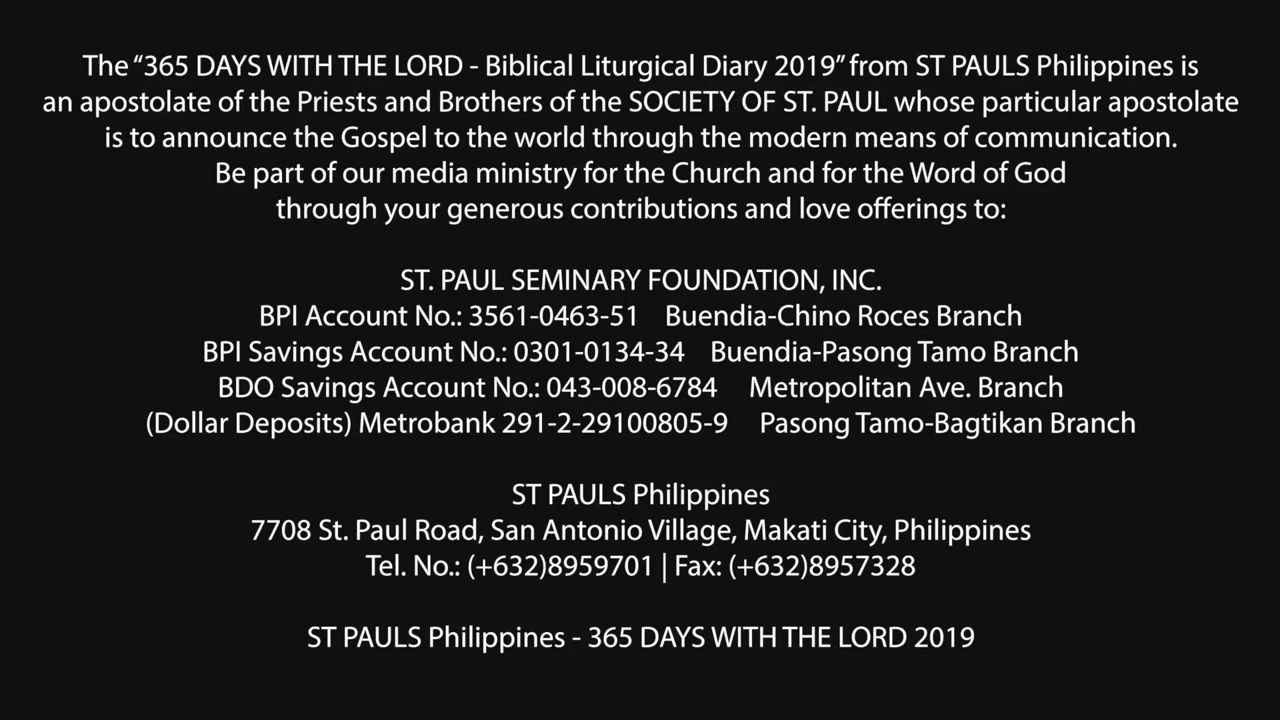 The “365 DAYS WITH THE LORD - Biblical Liturgical Diary 2019” from ST PAULS Philippines is
an apostolate of the Priests and Brothers of the SOCIETY OF ST. PAUL whose particular apostolate
is to announce the Gospel to the world through the modern means of communication.
Be part of our media ministry for the Church and for the Word of God
through your generous contributions and love offerings to:
ST. PAUL SEMINARY FOUNDATION, INC.
BPI Account No.: 3561-0463-51 Buendia-Chino Roces Branch
BPI Savings Account No.: 0301-0134-34 Buendia-Pasong Tamo Branch
BDO Savings Account No.: 043-008-6784 Metropolitan Ave. Branch
(Dollar Deposits) Metrobank 291-2-29100805-9 Pasong Tamo-Bagtikan Branch
ST PAULS Philippines
7708 St. Paul Road, San Antonio Village, Makati City, Philippines
Tel. No.: (+632)8959701 | Fax: (+632)8957328
ST PAULS Philippines - 365 DAYS WITH THE LORD 2019